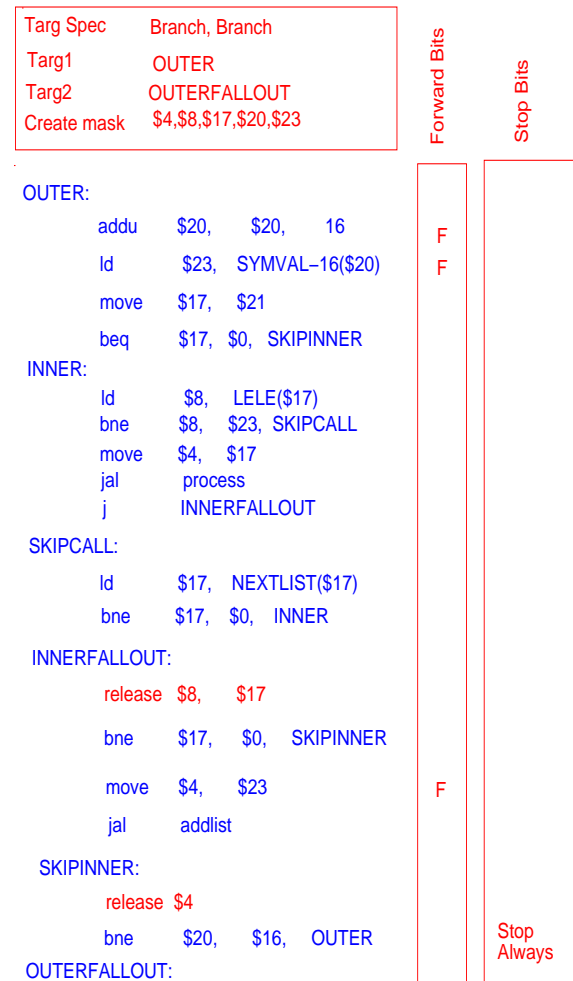 Targ Spec Branch, Branch
Targ1 OUTER
Targ2 OUTERFALLOUT
Create mask $4,$8,$17,$20,$23
Forward Bits
Stop Bits
OUTER:
addu $20, $20, 16 F
ld $23, SYMVAL–16($20) F
move $17, $21
beq $17, $0, SKIPINNER
INNER:
ld $8, LELE($17)
bne $8, $23, SKIPCALL
move $4, $17
jal process
j INNERFALLOUT
SKIPCALL:
ld $17, NEXTLIST($17)
bne $17, $0, INNER
INNERFALLOUT:
release $8, $17
bne $17, $0, SKIPINNER
move $4, $23 F
jal addlist
SKIPINNER:
release $4
bne $20, $16, OUTER Stop
Always
OUTERFALLOUT: